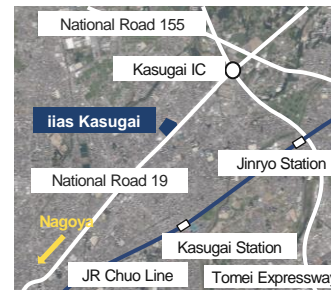 National Road 155
Kasugai IC
iias Kasugai
Jinryo Station
National Road 19
Nagoya
Kasugai Station
JR Chuo Line
Tomei Expressway